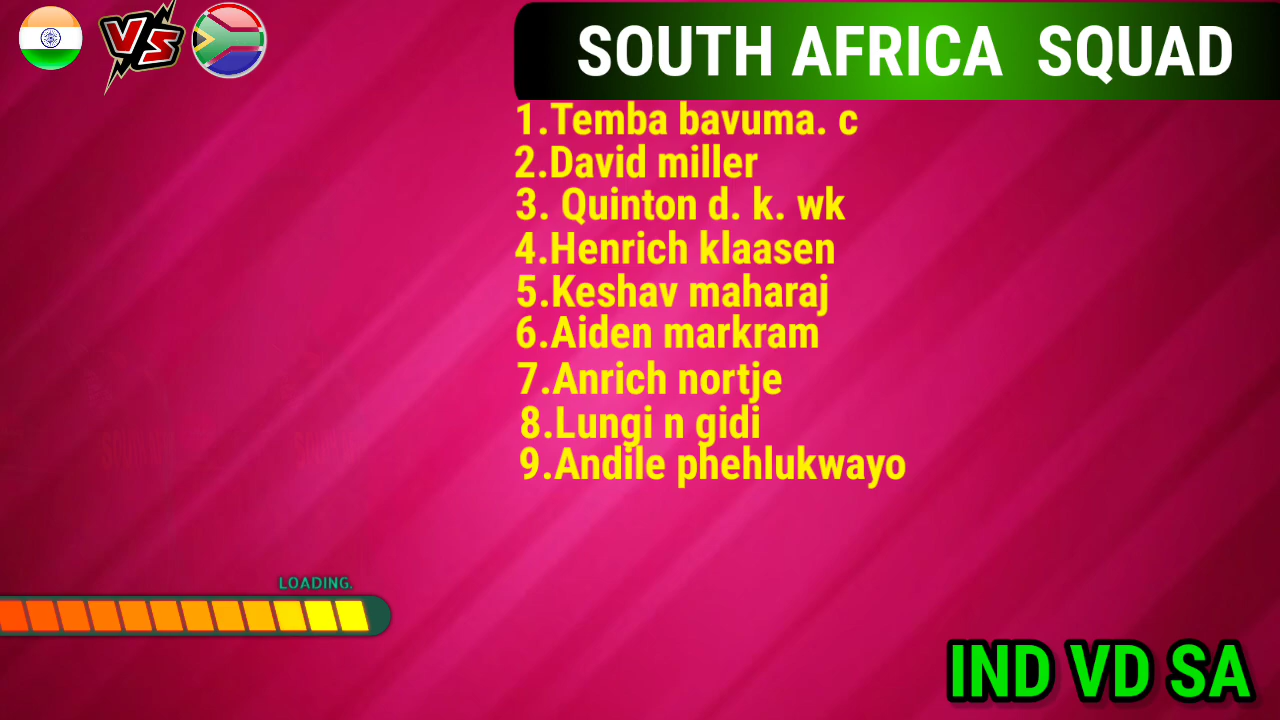 VS
SOUTH AFRICA SQUAD
1.Temba bavuma. c
2.David miller
3. Quinton d. k. wk
4.Henrich klaasen
5.Keshav maharaj
6.Aiden markram
7.Anrich nortje
8.Lungi n gidi
9.Andile phehlukwayo
LOADING.
IND VD SA